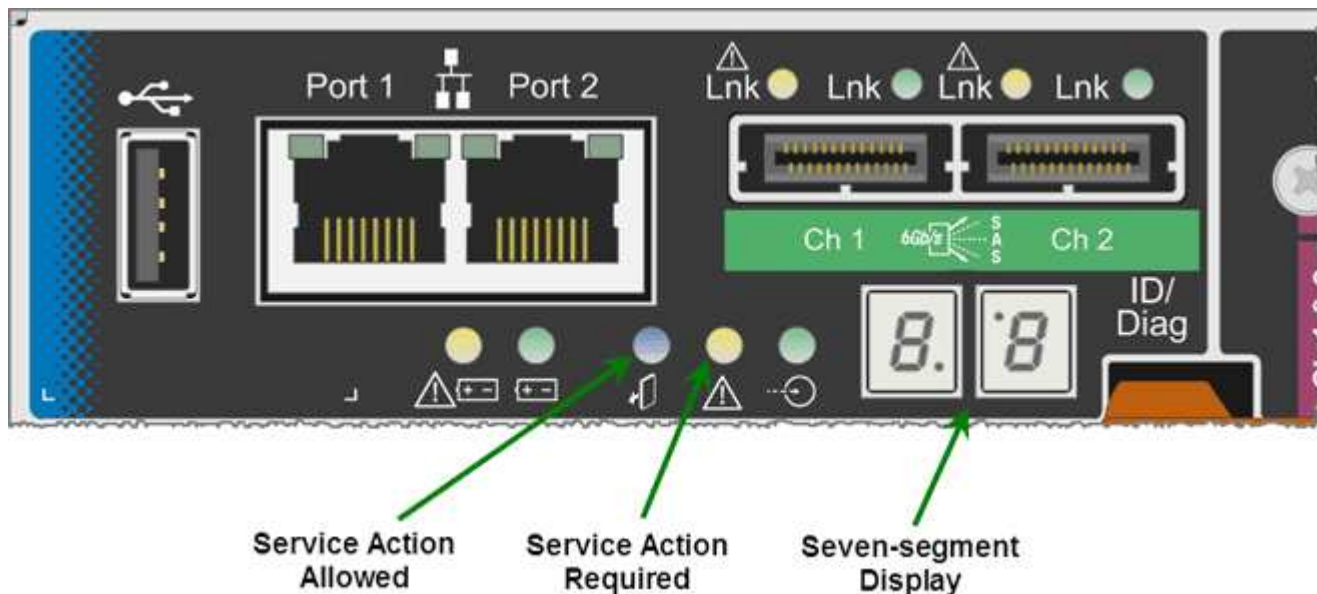 Port 1 Port 2
Lnk Lnk Lnk Lnk
Ch 1 6Gb/s SAS Ch 2
ID/
Diag
8. 8
Service Action
Allowed
Service Action
Required
Seven-segment
Display